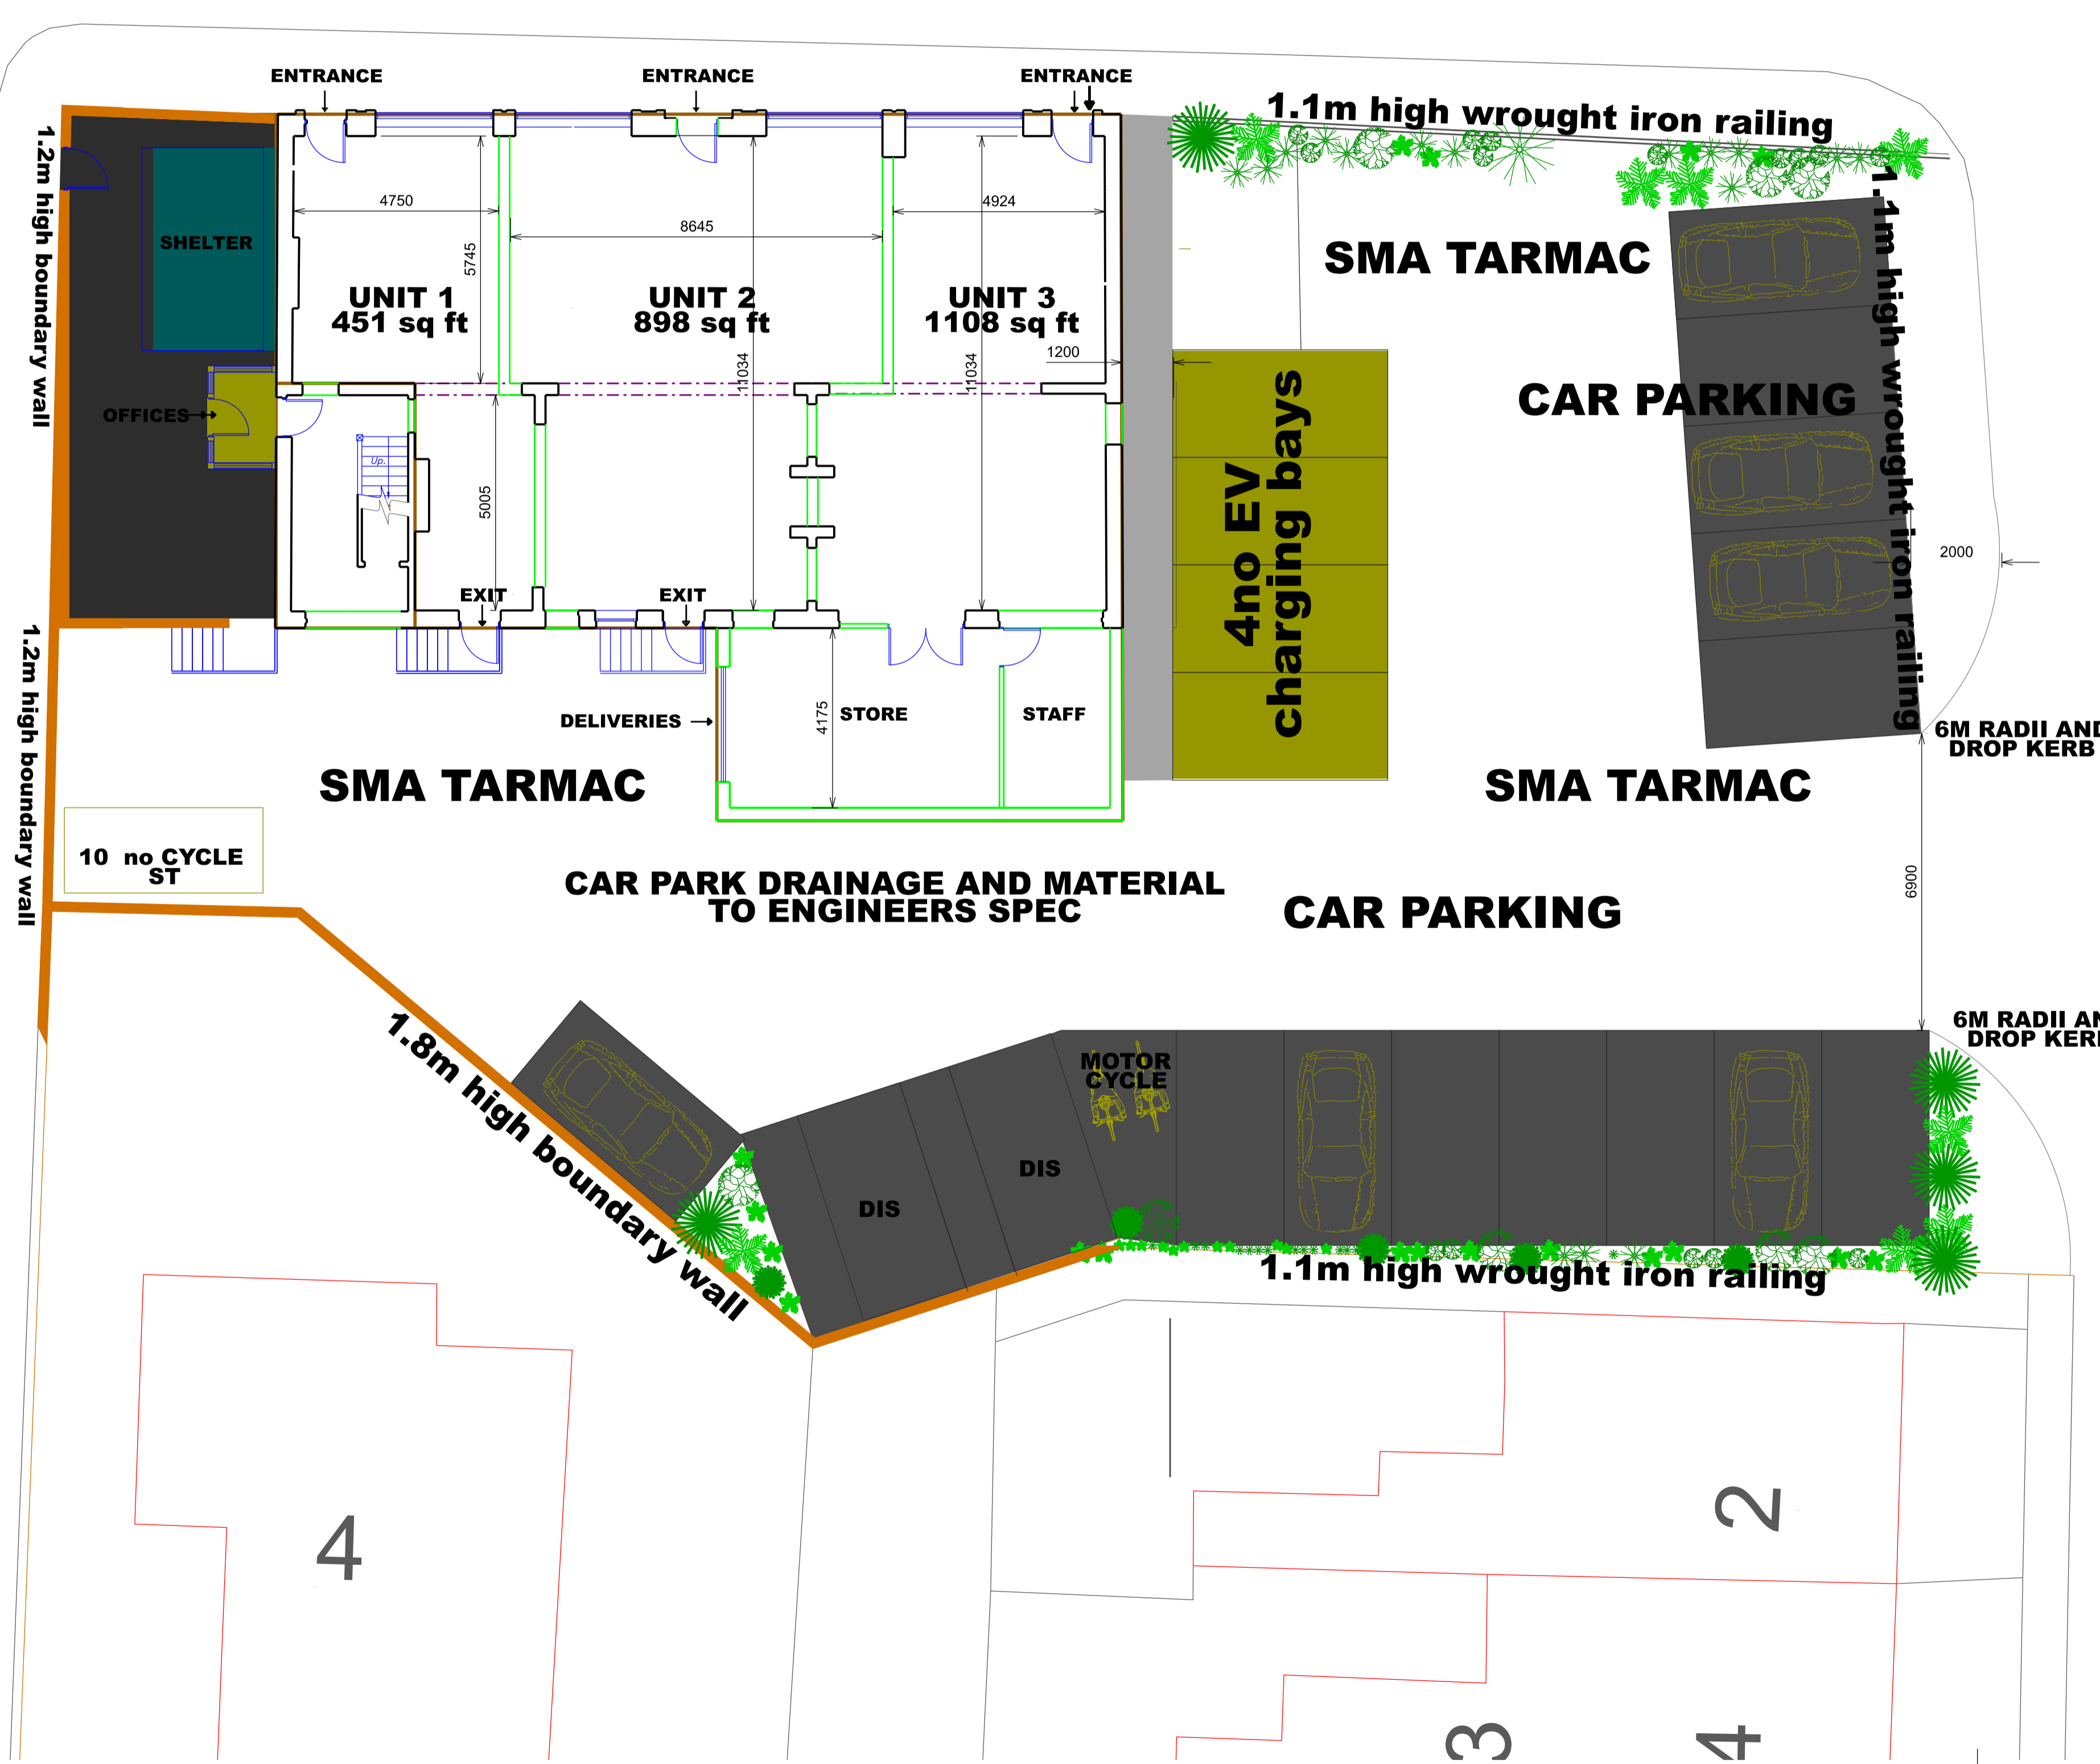 ENTRANCE
ENTRANCE
ENTRANCE
1.1m high wrought iron railing
1.2m high boundary wall
1.1m high wrought iron railing
4750
4924
8645
5745
SHELTER
SMA TARMAC
UNIT 1
451 sq ft
UNIT 2
898 sq ft
UNIT 3
1108 sq ft
1200
11034
11034
CAR PARKING
OFFICES
Up.
5005
4no EV
charging bays
2000
EXIT
EXIT
1.2m high boundary wall
DELIVERIES
4175
STORE
STAFF
6M RADII AND
DROP KERB
SMA TARMAC
SMA TARMAC
10 no CYCLE
ST
CAR PARK DRAINAGE AND MATERIAL
TO ENGINEERS SPEC
CAR PARKING
6900
6M RADII AN
DROP KER
1.8m high boundary wall
MOTOR
CYCLE
DIS
DIS
1.1m high wrought iron railing
4
2
3
4